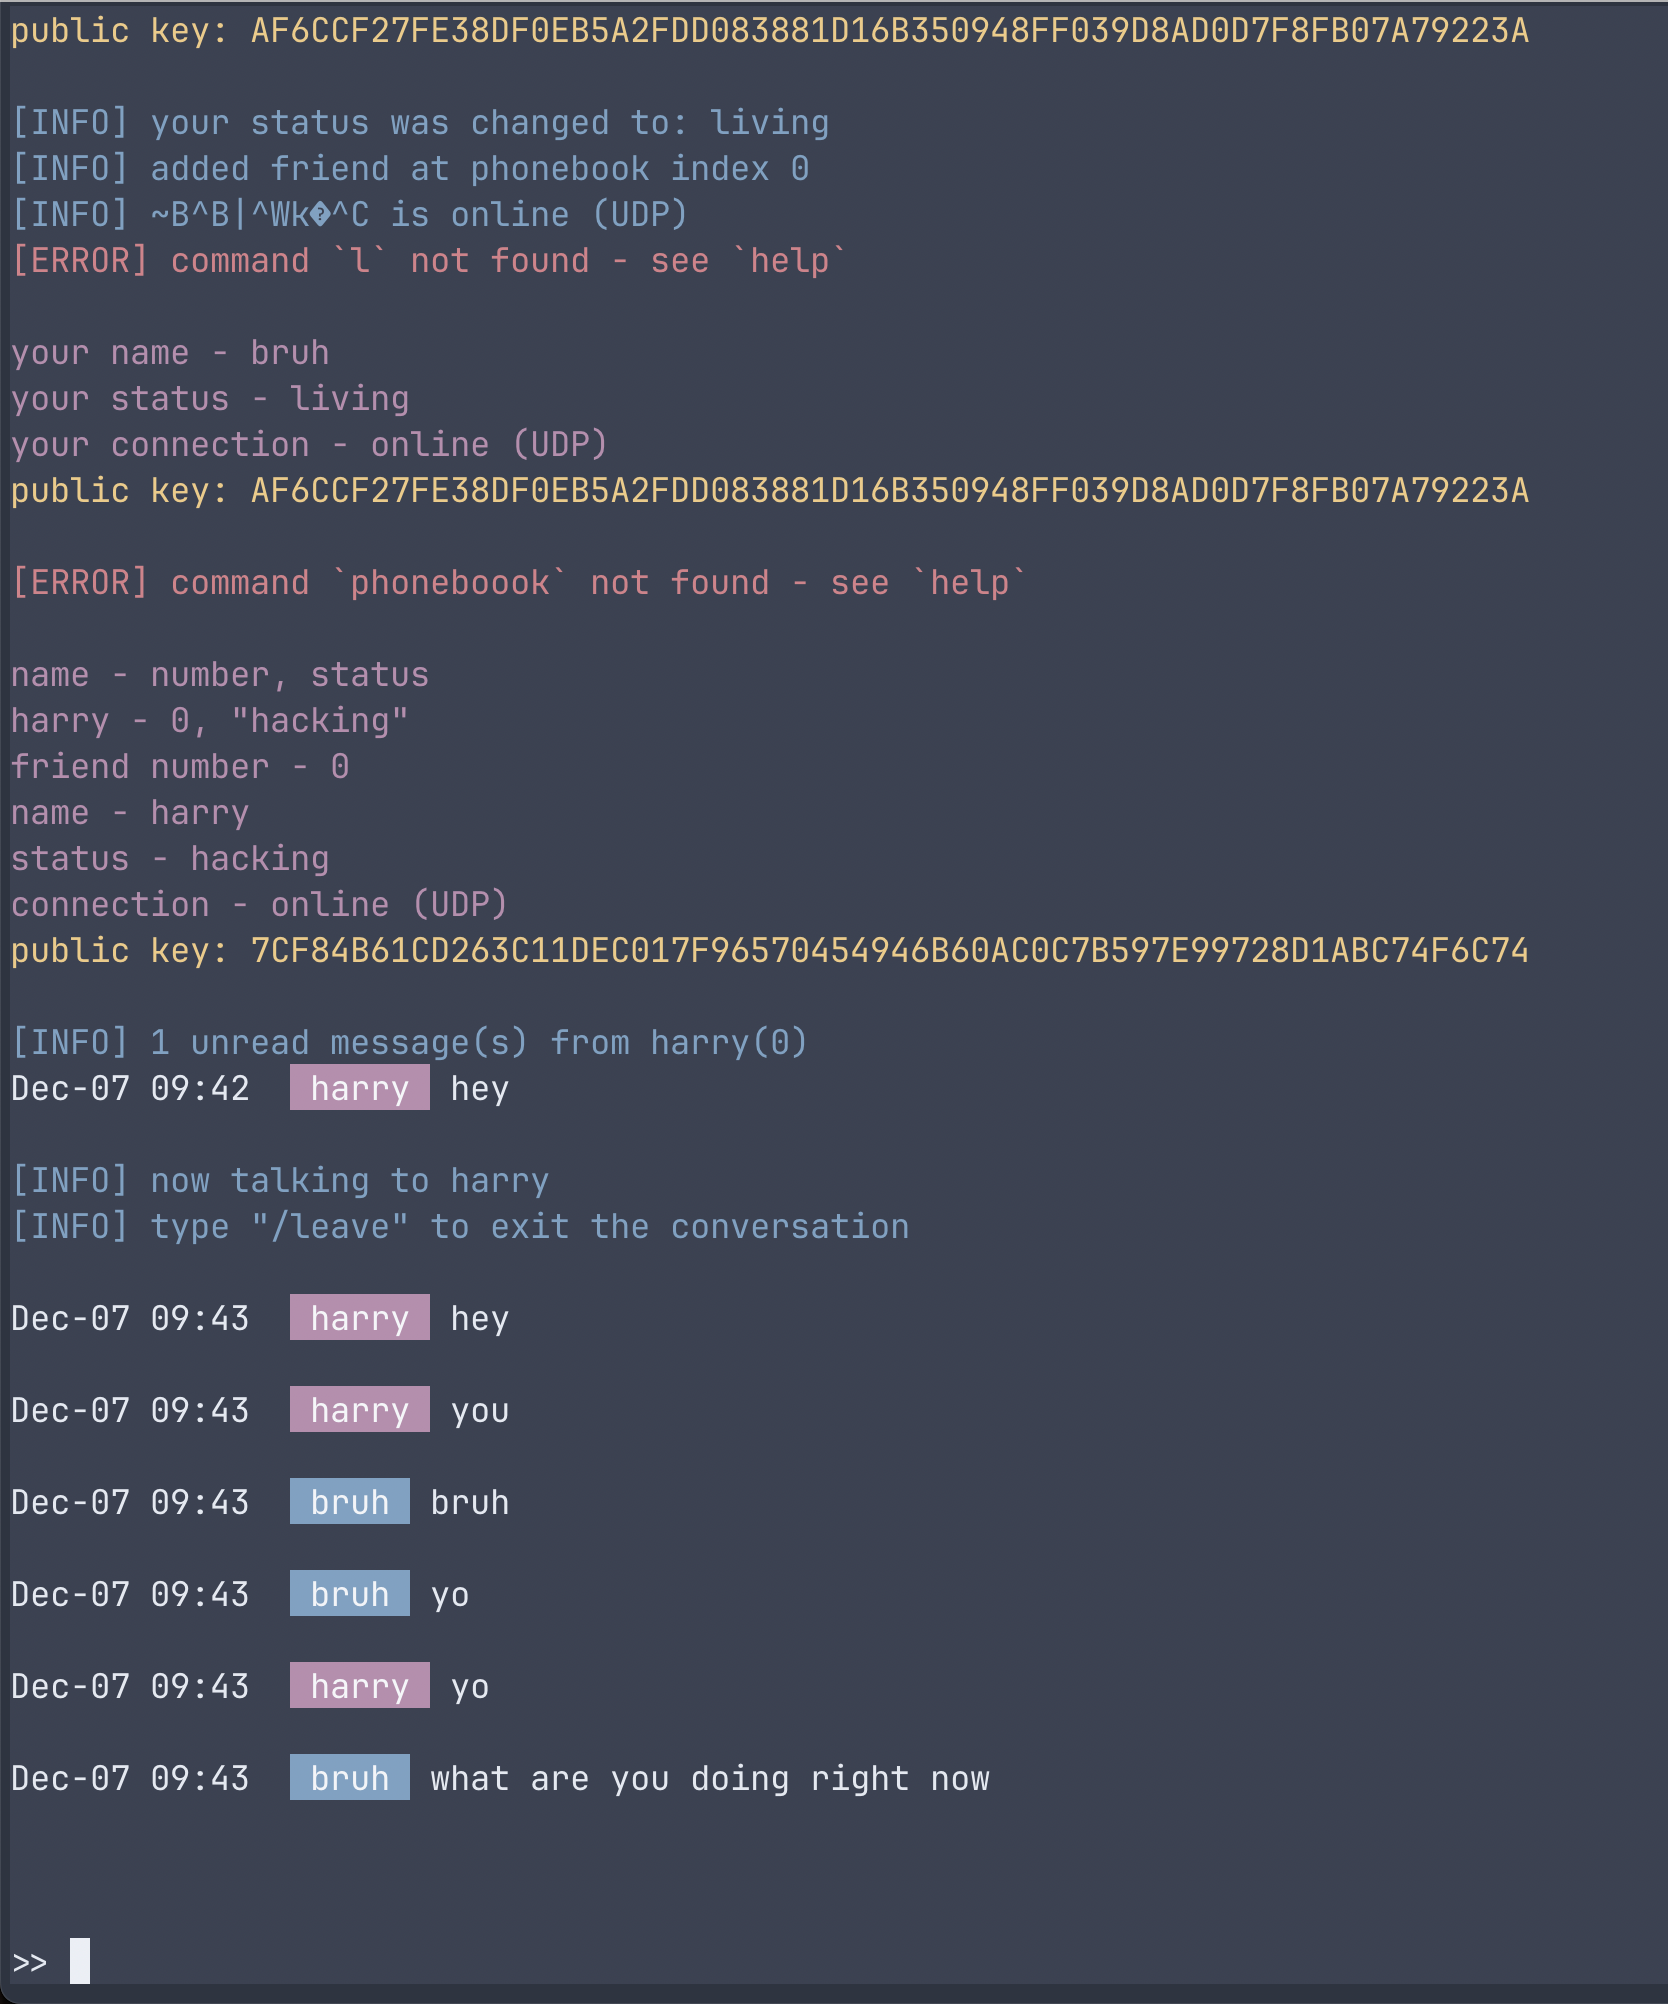 public key: AF6CCF27FE38DF0EB5A2FDD083881D16B350948FF039D8AD0D7F8FB07A79223A
[INFO] your status was changed to: living
[INFO] added friend at phonebook index 0
[INFO] ~B^B|^Wk�^C is online (UDP)
[ERROR] command `l` not found - see `help`
your name - bruh
your status - living
your connection - online (UDP)
public key: AF6CCF27FE38DF0EB5A2FDD083881D16B350948FF039D8AD0D7F8FB07A79223A
[ERROR] command `phoneboook` not found - see `help`
name - number, status
harry - 0, "hacking"
friend number - 0
name - harry
status - hacking
connection - online (UDP)
public key: 7CF84B61CD263C11DEC017F96570454946B60AC0C7B597E99728D1ABC74F6C74
[INFO] 1 unread message(s) from harry(0)
Dec-07 09:42 harry hey
[INFO] now talking to harry
[INFO] type "/leave" to exit the conversation
Dec-07 09:43 harry hey
Dec-07 09:43 harry you
Dec-07 09:43 bruh bruh
Dec-07 09:43 bruh yo
Dec-07 09:43 harry yo
Dec-07 09:43 bruh what are you doing right now
>>